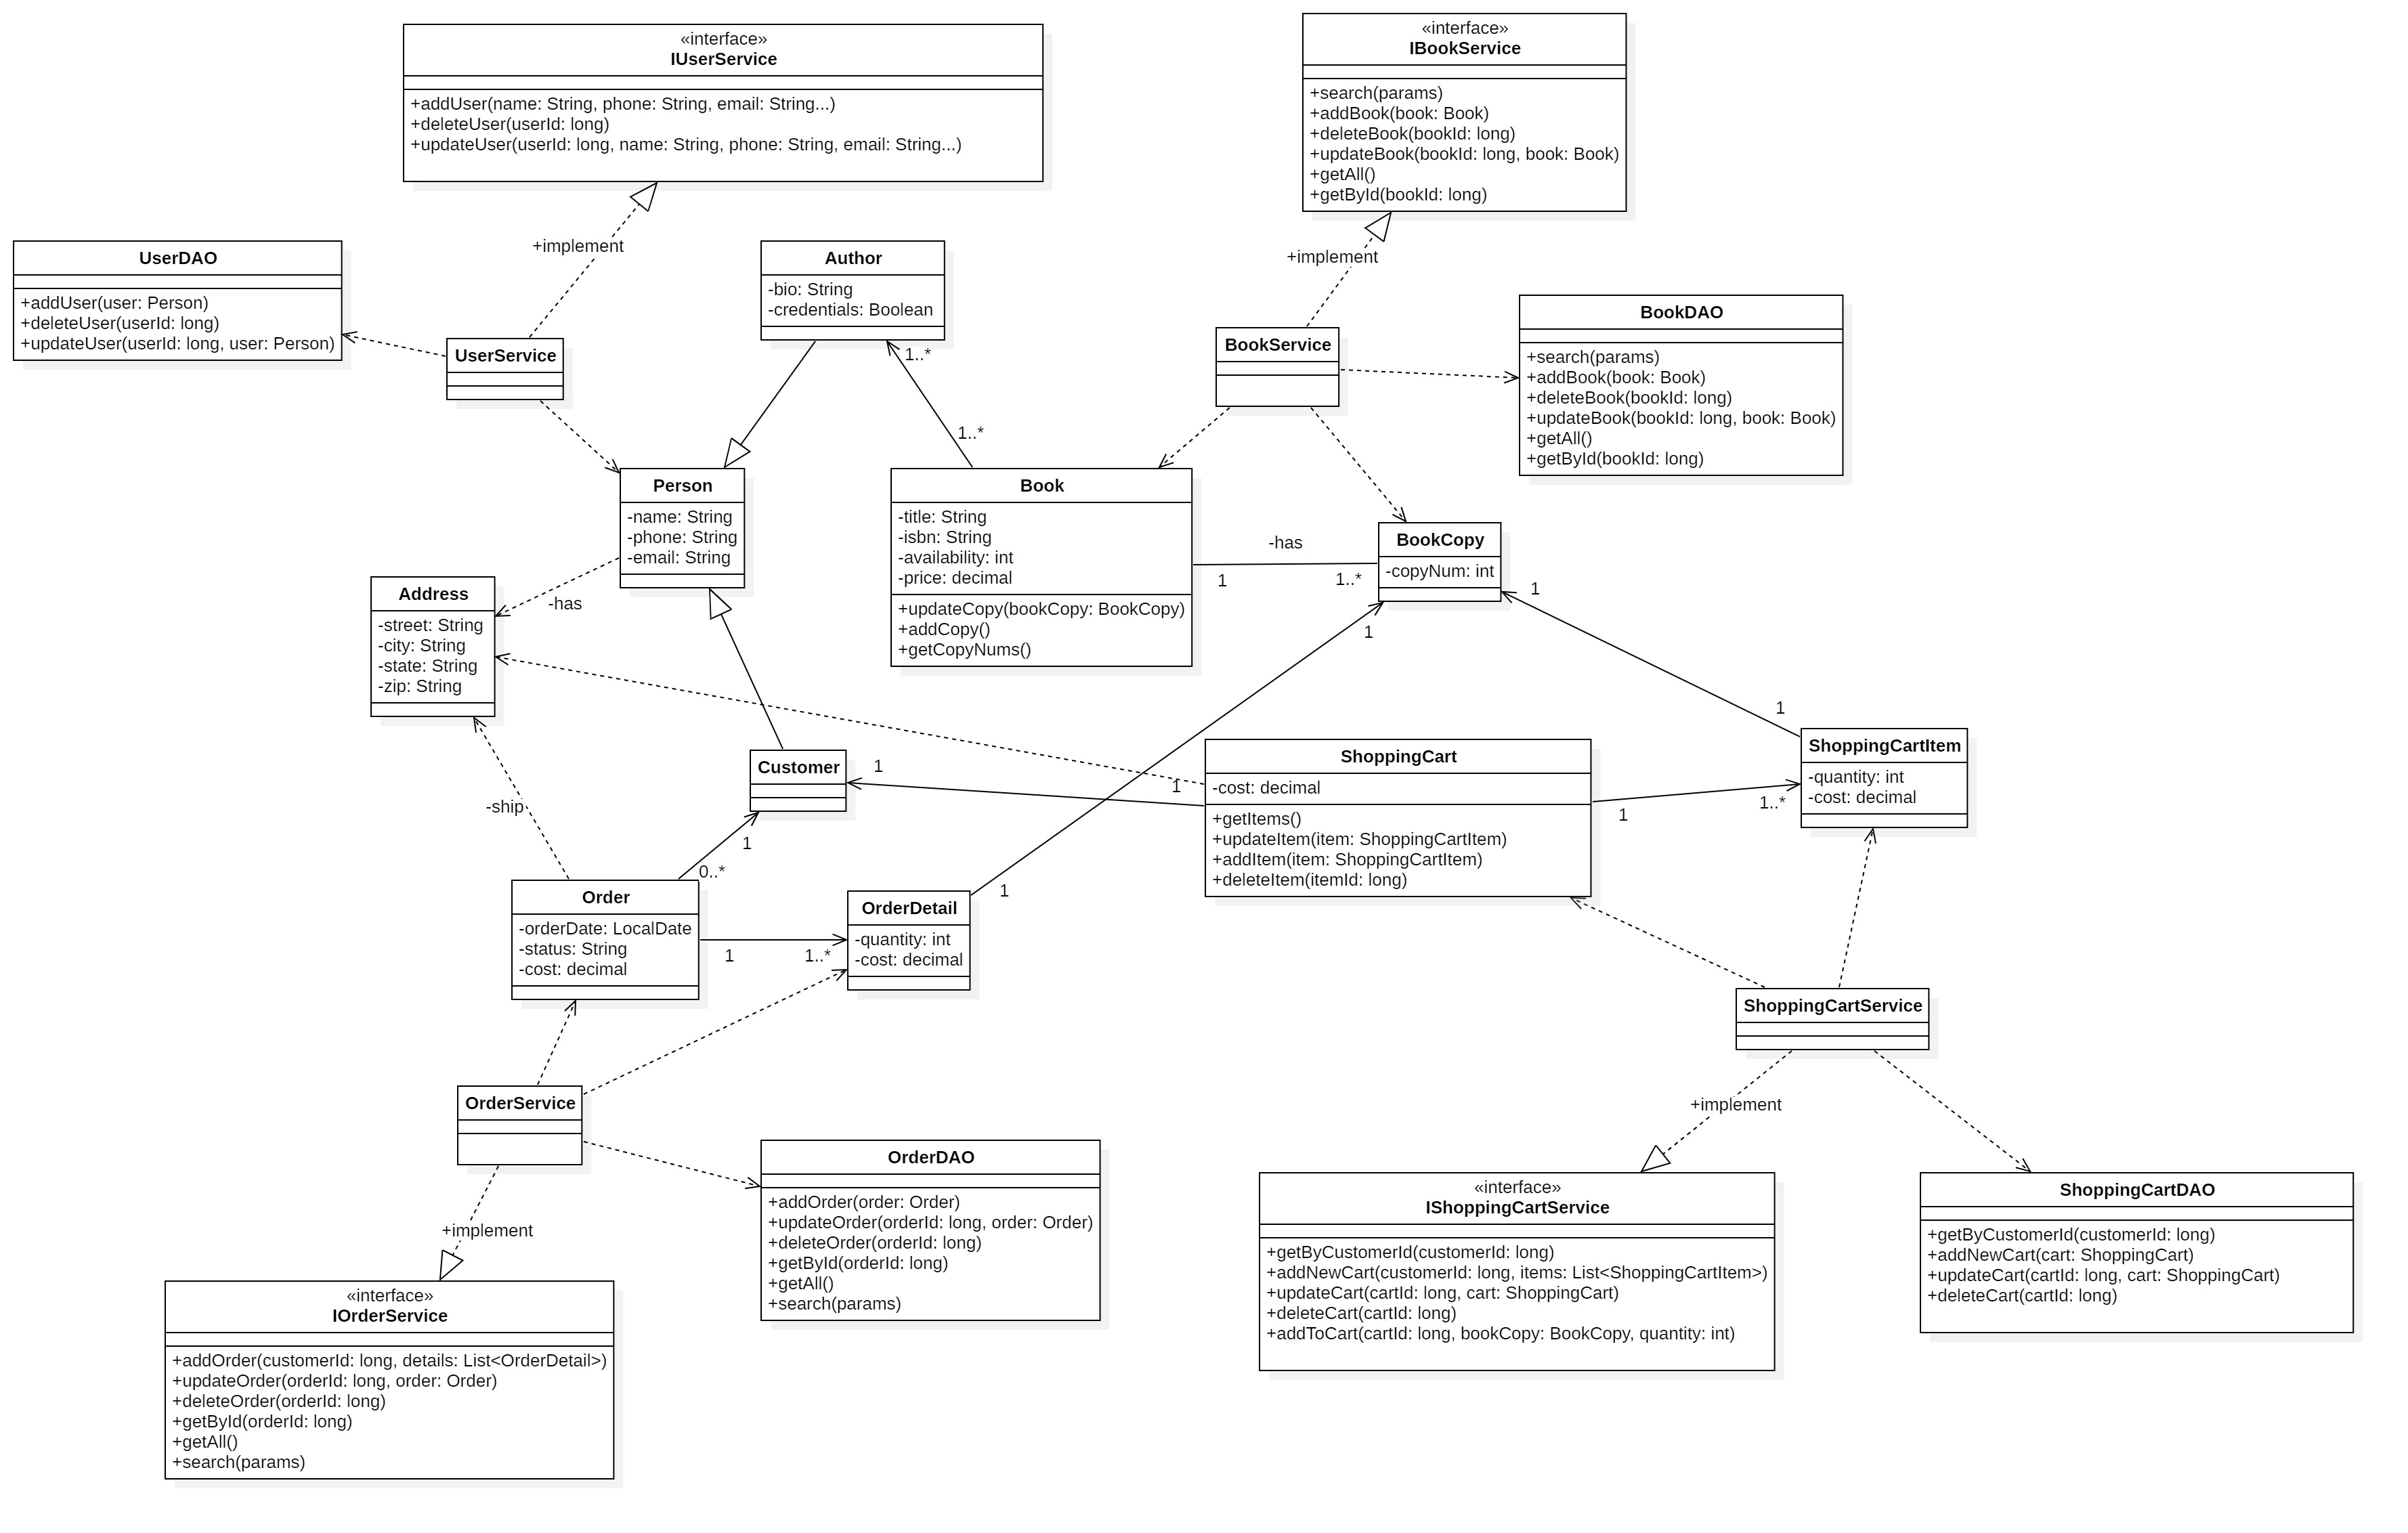 «interface»
IUserService
+addUser(name: String, phone: String, email: String...)
+deleteUser(userId: long)
+updateUser(userId: long, name: String, phone: String, email: String...)
«interface»
IBookService
+search(params)
+addBook(book: Book)
+deleteBook(bookId: long)
+updateBook(bookId: long, book: Book)
+getAll()
+getById(bookId: long)
+implement
+implement
UserDAO
+addUser(user: Person)
+deleteUser(userId: long)
+updateUser(userId: long, user: Person)
UserService
Author
-bio: String
-credentials: Boolean
1..*
1..*
BookService
BookDAO
+search(params)
+addBook(book: Book)
+deleteBook(bookId: long)
+updateBook(bookId: long, book: Book)
+getAll()
+getById(bookId: long)
Person
-name: String
-phone: String
-email: String
Book
-title: String
-isbn: String
-availability: int
-price: decimal
+updateCopy(bookCopy: BookCopy)
+addCopy()
+getCopyNums()
-has
1
1..*
BookCopy
-copyNum: int
1
1
Address
-street: String
-city: String
-state: String
-zip: String
-has
1
ShoppingCartItem
-quantity: int
-cost: decimal
Customer
1
1
ShoppingCart
-cost: decimal
+getItems()
+updateItem(item: ShoppingCartItem)
+addItem(item: ShoppingCartItem)
+deleteItem(itemId: long)
1
1..*
-ship
1
0..*
Order
-orderDate: LocalDate
-status: String
-cost: decimal
1
1..*
OrderDetail
-quantity: int
-cost: decimal
1
ShoppingCartService
OrderService
+implement
+implement
OrderDAO
+addOrder(order: Order)
+updateOrder(orderId: long, order: Order)
+deleteOrder(orderId: long)
+getById(orderId: long)
+getAll()
+search(params)
«interface»
IShoppingCartService
+getByCustomerId(customerId: long)
+addNewCart(customerId: long, items: List<ShoppingCartItem>)
+updateCart(cartId: long, cart: ShoppingCart)
+deleteCart(cartId: long)
+addToCart(cartId: long, bookCopy: BookCopy, quantity: int)
ShoppingCartDAO
+getByCustomerId(customerId: long)
+addNewCart(cart: ShoppingCart)
+updateCart(cartId: long, cart: ShoppingCart)
+deleteCart(cartId: long)
«interface»
IOrderService
+addOrder(customerId: long, details: List<OrderDetail>)
+updateOrder(orderId: long, order: Order)
+deleteOrder(orderId: long)
+getById(orderId: long)
+getAll()
+search(params)